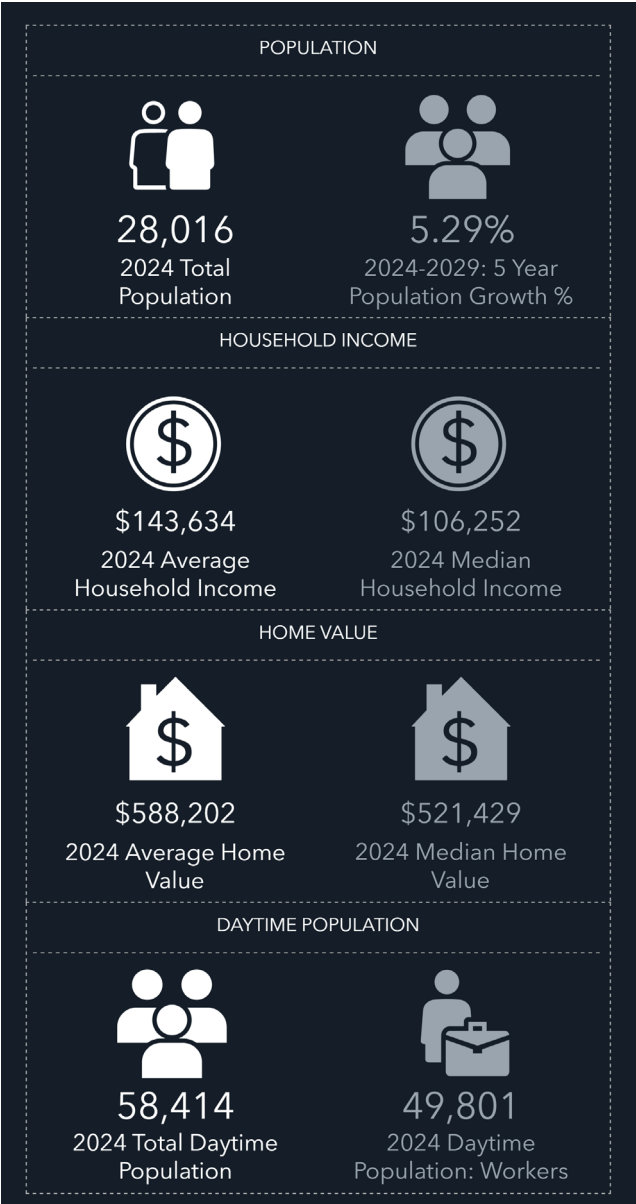 POPULATION
28,016
2024 Total
Population
5.29%
2024-2029: 5 Year
Population Growth %
HOUSEHOLD INCOME
$
$143,634
2024 Average
Household Income
$
$106,252
2024 Median
Household Income
HOME VALUE
$
$588,202
2024 Average Home
Value
$
$521,429
2024 Median Home
Value
DAYTIME POPULATION
58,414
2024 Total Daytime
Population
49,801
2024 Daytime
Population: Workers